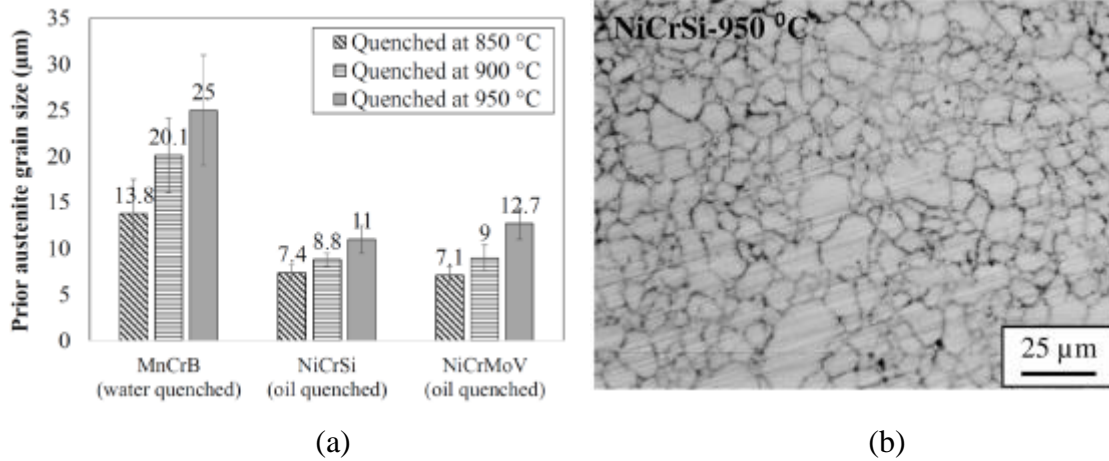 35
30
25
20
15
10
5
0
Prior austenite grain size (µm)
Quenched at 850 °C
Quenched at 900 °C
Quenched at 950 °C
13.8
20.1
25
7.4
8.8
11
7.1
9
12.7
MnCrB
(water quenched)
NiCrSi
(oil quenched)
NiCrMoV
(oil quenched)
(a)
NiCrSi-950 ⁰C
25 µm
(b)